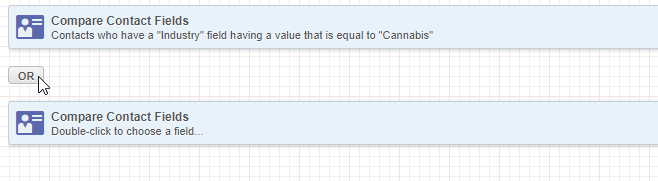 Compare Contact Fields
Contacts who have a "Industry" field having a value that is equal to "Cannabis"
OR
Compare Contact Fields
Double-click to choose a field...